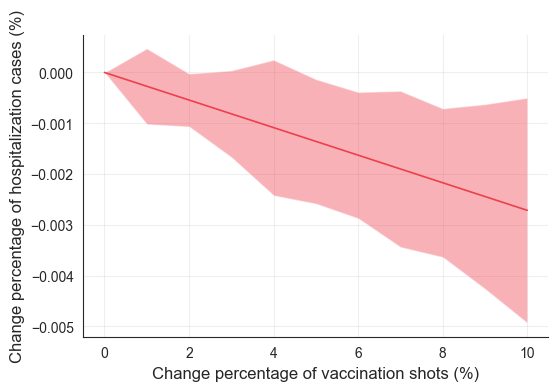 Change percentage of hospitalization cases (%)
0.000
−0.001
−0.002
−0.003
−0.004
−0.005
0 2 4 6 8 10
Change percentage of vaccination shots (%)